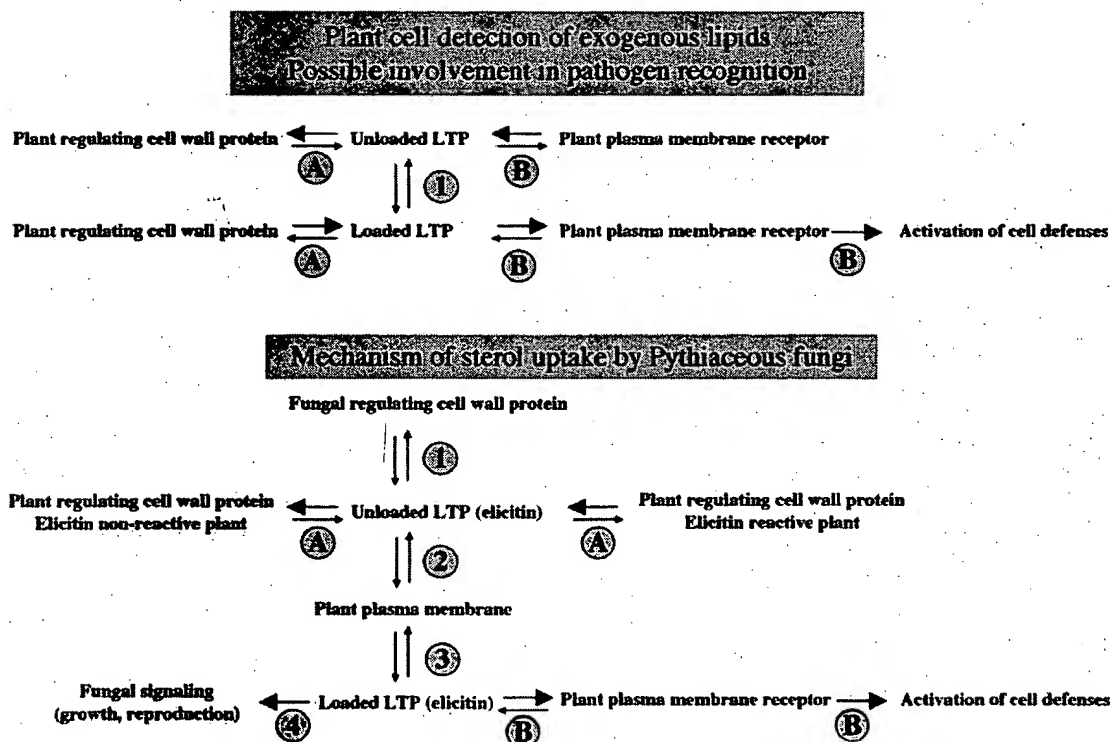 Plant cell detection of exogenous lipids
Possible involvement in pathogen recognition
Plant regulating cell wall protein A Unloaded LTP B Plant plasma membrane receptor
1
Plant regulating cell wall protein A Loaded LTP B Plant plasma membrane receptor B Activation of cell defenses
Mechanism of sterol uptake by Pythiaceous fungi
Fungal regulating cell wall protein
1
Plant regulating cell wall protein
Elicitin non-reactive plant
A
Unloaded LTP (elicitin)
A
Plant regulating cell wall protein
Elicitin reactive plant
2
Plant plasma membrane
3
Fungal signaling
(growth, reproduction)
4
Loaded LTP (elicitin) B Plant plasma membrane receptor B Activation of cell defenses